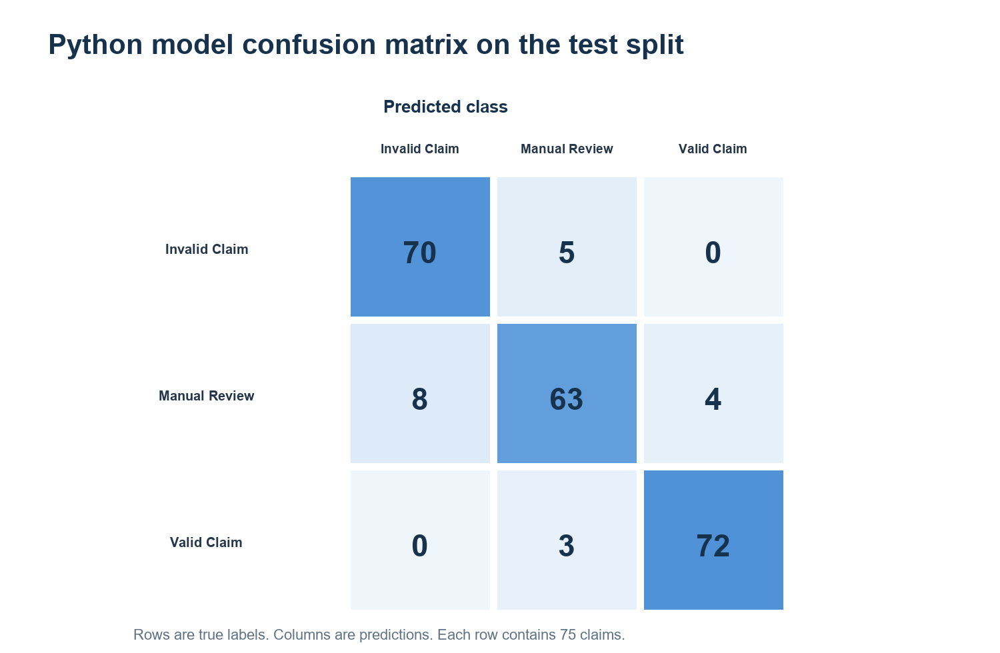 Python model confusion matrix on the test split
Predicted class
Invalid Claim Manual Review Valid Claim
Invalid Claim 70 5 0
Manual Review 8 63 4
Valid Claim 0 3 72
Rows are true labels. Columns are predictions. Each row contains 75 claims.